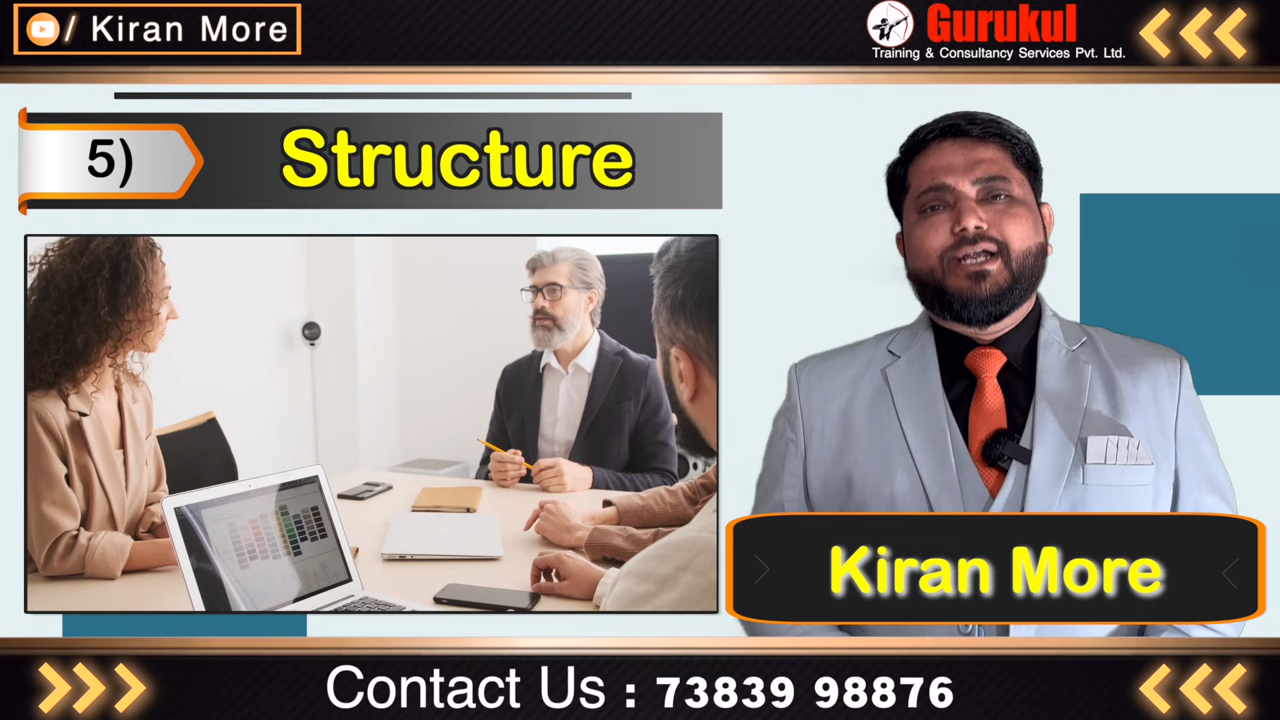 / Kiran More
Gurukul
Training & Consultancy Services Pvt. Ltd.
5)
Structure
Kiran More
Contact Us : 73839 98876